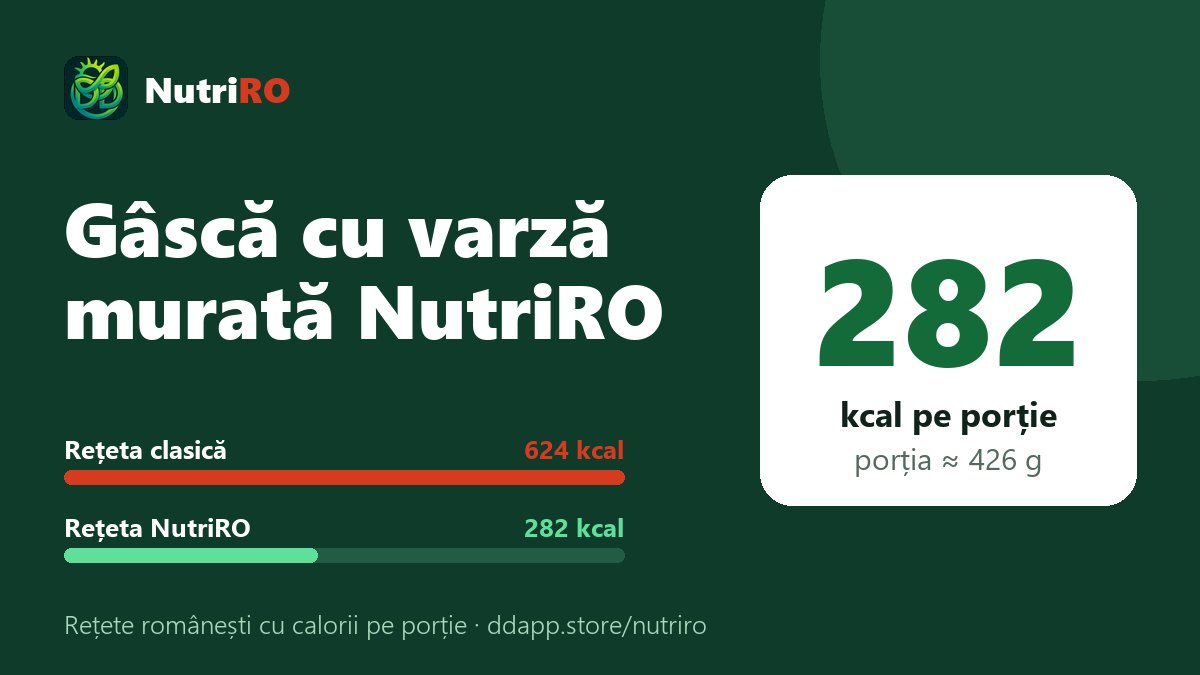 NutriRO
Gâscă cu varză
murată NutriRO
282
kcal pe porție
porția ≈ 426 g
Rețeta clasică 624 kcal
Rețeta NutriRO 282 kcal
Rețete românești cu calorii pe porție · ddapp.store/nutriro